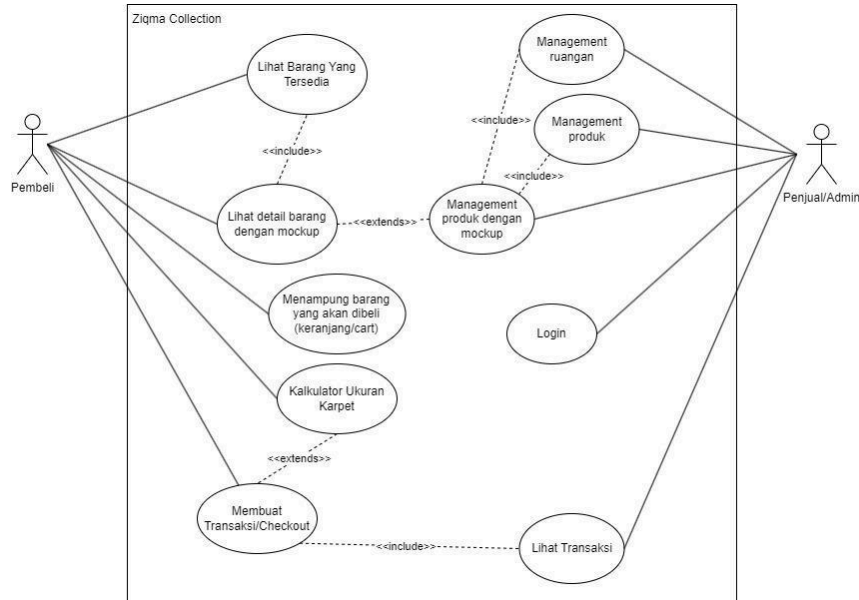 Ziqma Collection
Lihat Barang Yang
Tersedia
Management
ruangan
<<include>>
Management
produk
Pembeli
<<include>>
<<include>>
Penjual/Admin
Lihat detail barang
dengan mockup
<<extends>>
Management
produk dengan
mockup
Menampung barang
yang akan dibeli
(keranjang/cart)
Login
Kalkulator Ukuran
Karpet
<<extends>>
Membuat
Transaksi/Checkout
<<include>>
Lihat Transaksi